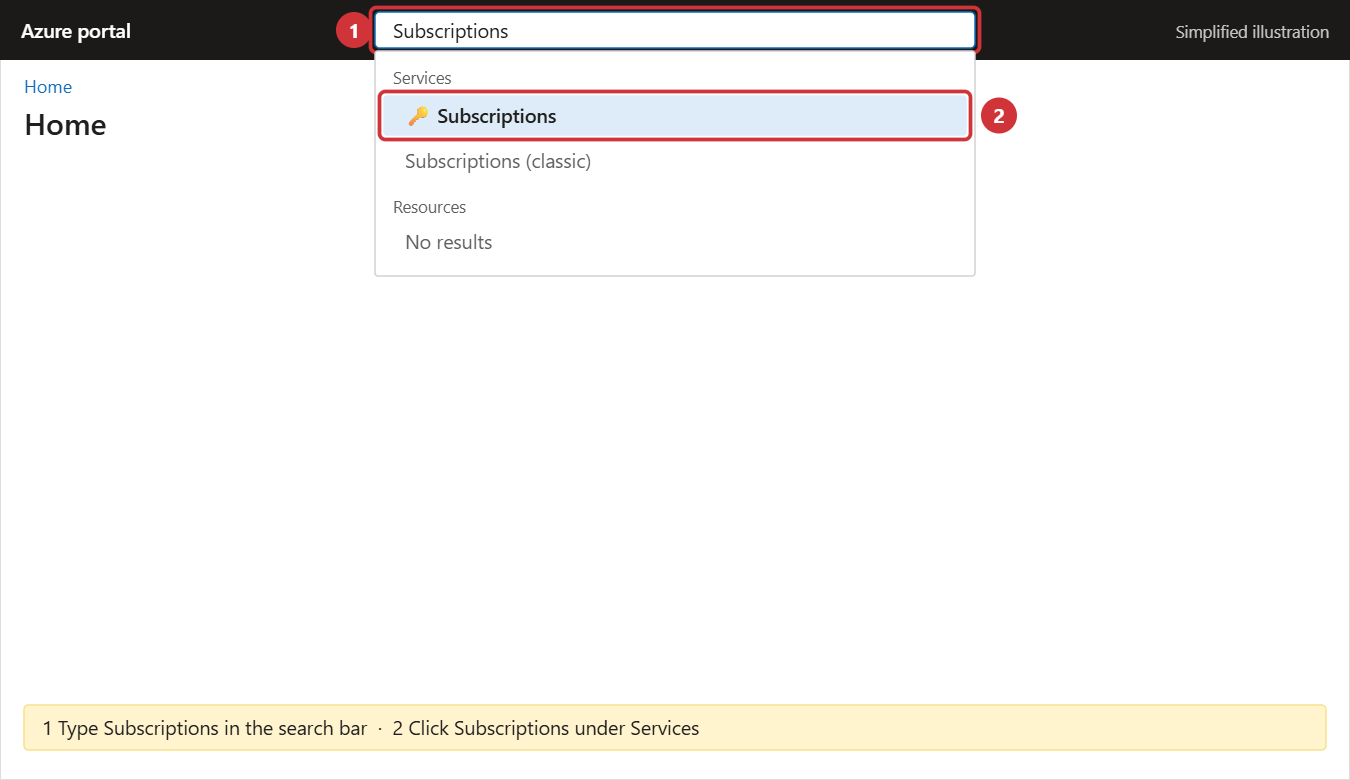 Azure portal
1
Subscriptions
Simplified illustration
Home
Home
Services
Subscriptions
2
Subscriptions (classic)
Resources
No results
1 Type Subscriptions in the search bar · 2 Click Subscriptions under Services